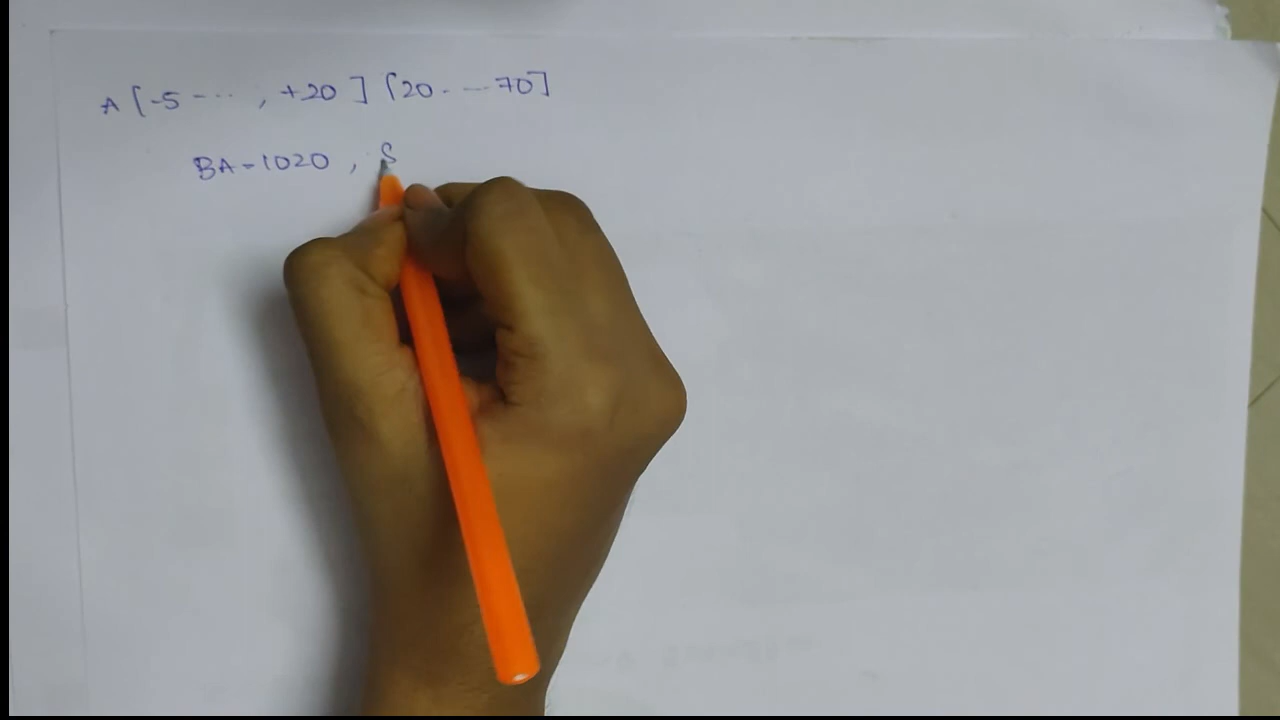 A [-5 --.. , +20 ] [20. --- 70]
BA=1020 , S